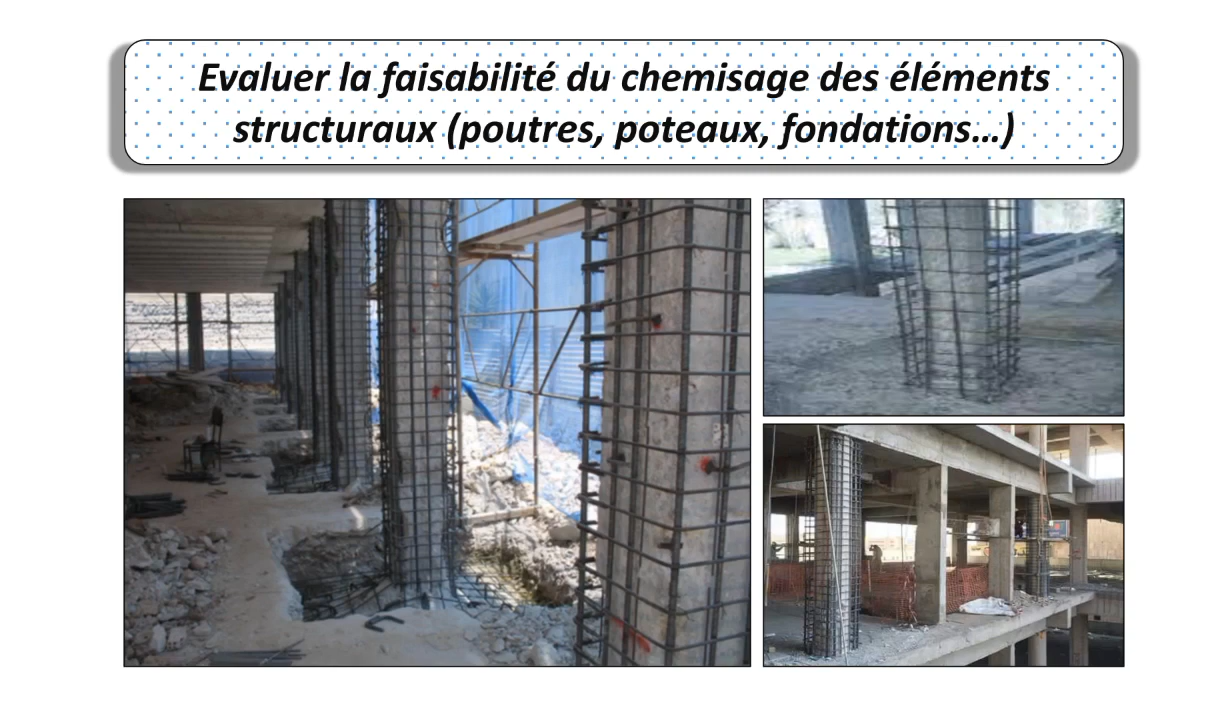 Evaluer la faisabilité du chemisage des éléments
structuraux (poutres, poteaux, fondations...)